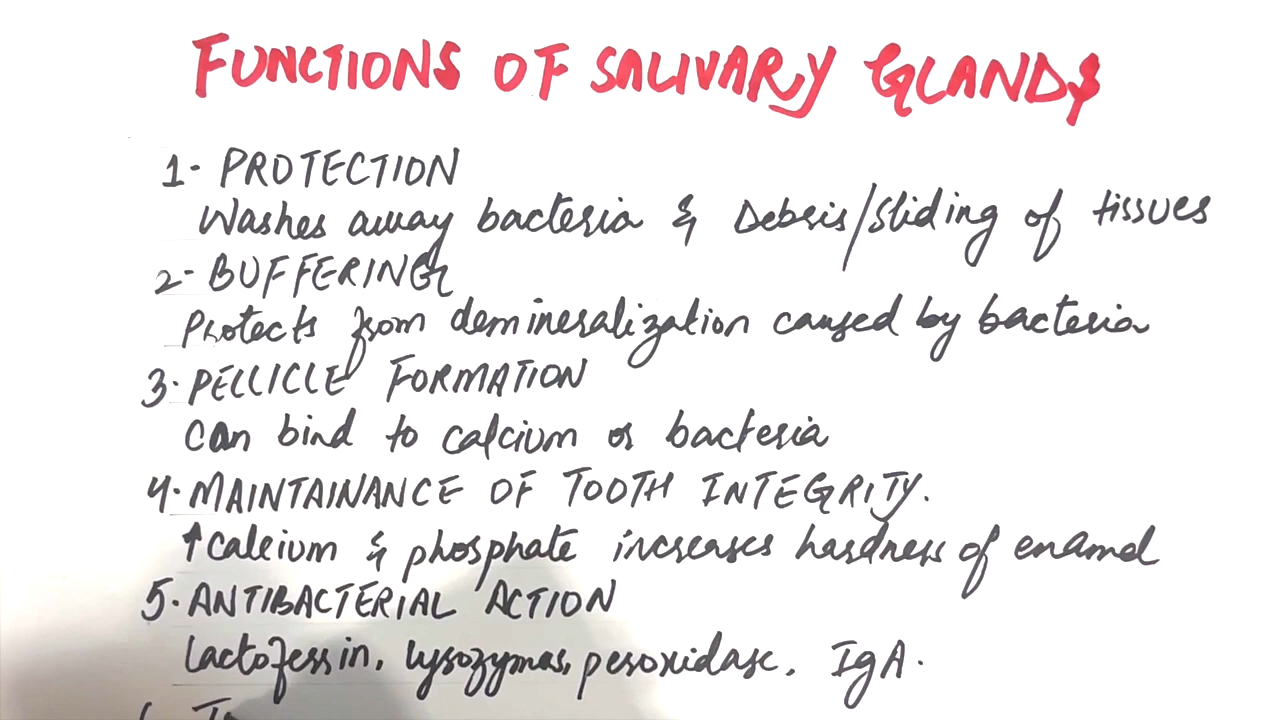 FUNCTIONS OF SALIVARY GLANDS
1- PROTECTION
Washes away bacteria & Debris/sliding of tissues
2- BUFFERING
Protects from demineralization caused by bacteria
3. PELLICLE FORMATION
Can bind to calcium or bacteria
4. MAINTAINANCE OF TOOTH INTEGRITY.
↑calcium & phosphate increases hardness of enamel
5. ANTIBACTERIAL ACTION
Lactoferrin, lysozymes, peroxidase, IgA.